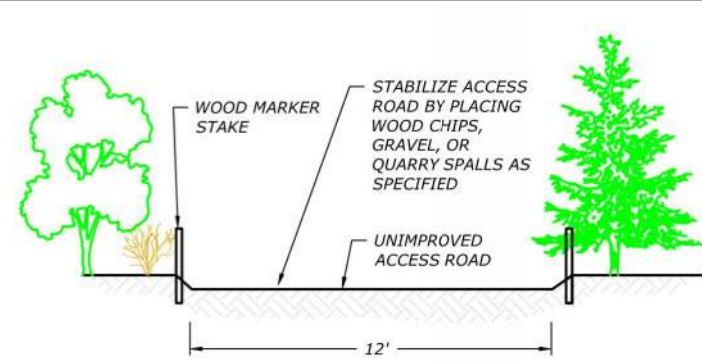 WOOD MARKER
STAKE
STABILIZE ACCESS
ROAD BY PLACING
WOOD CHIPS,
GRAVEL, OR
QUARRY SPALLS AS
SPECIFIED
UNIMPROVED
ACCESS ROAD
12'